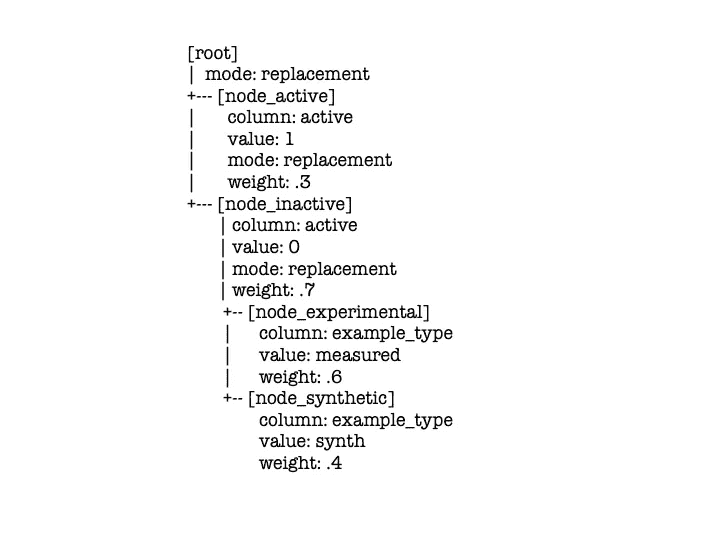 [root]
| mode: replacement
+--- [node_active]
| column: active
| value: 1
| mode: replacement
| weight: .3
+--- [node_inactive]
| column: active
| value: 0
| mode: replacement
| weight: .7
+-- [node_experimental]
| column: example_type
| value: measured
| weight: .6
+-- [node_synthetic]
column: example_type
value: synth
weight: .4